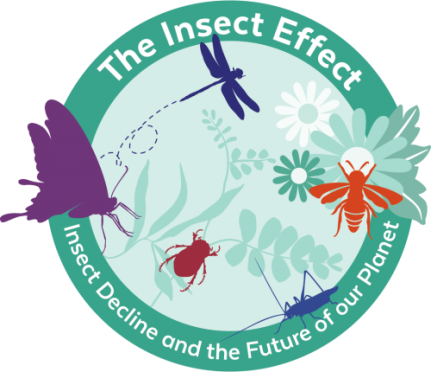 The Insect Effect
Insect Decline and the Future of our Planet